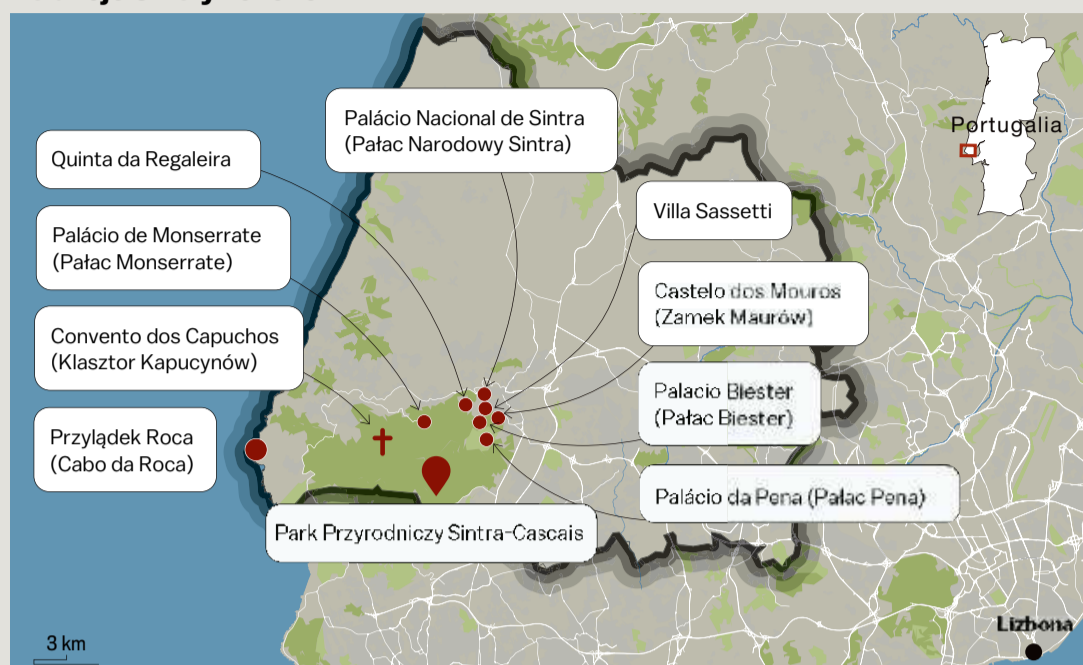 Palácio Nacional de Sintra
(Pałac Narodowy Sintra)
Portugalia
Quinta da Regaleira
Villa Sassetti
Palácio de Monserrate
(Pałac Monserrate)
Castelo dos Mouros
(Zamek Maurów)
Convento dos Capuchos
(Klasztor Kapucynów)
Palacio Biester
(Pałac Biester)
Przylądek Roca
(Cabo da Roca)
Palácio da Pena (Pałac Pena)
Park Przyrodniczy Sintra-Cascais
Lizbona
3 km